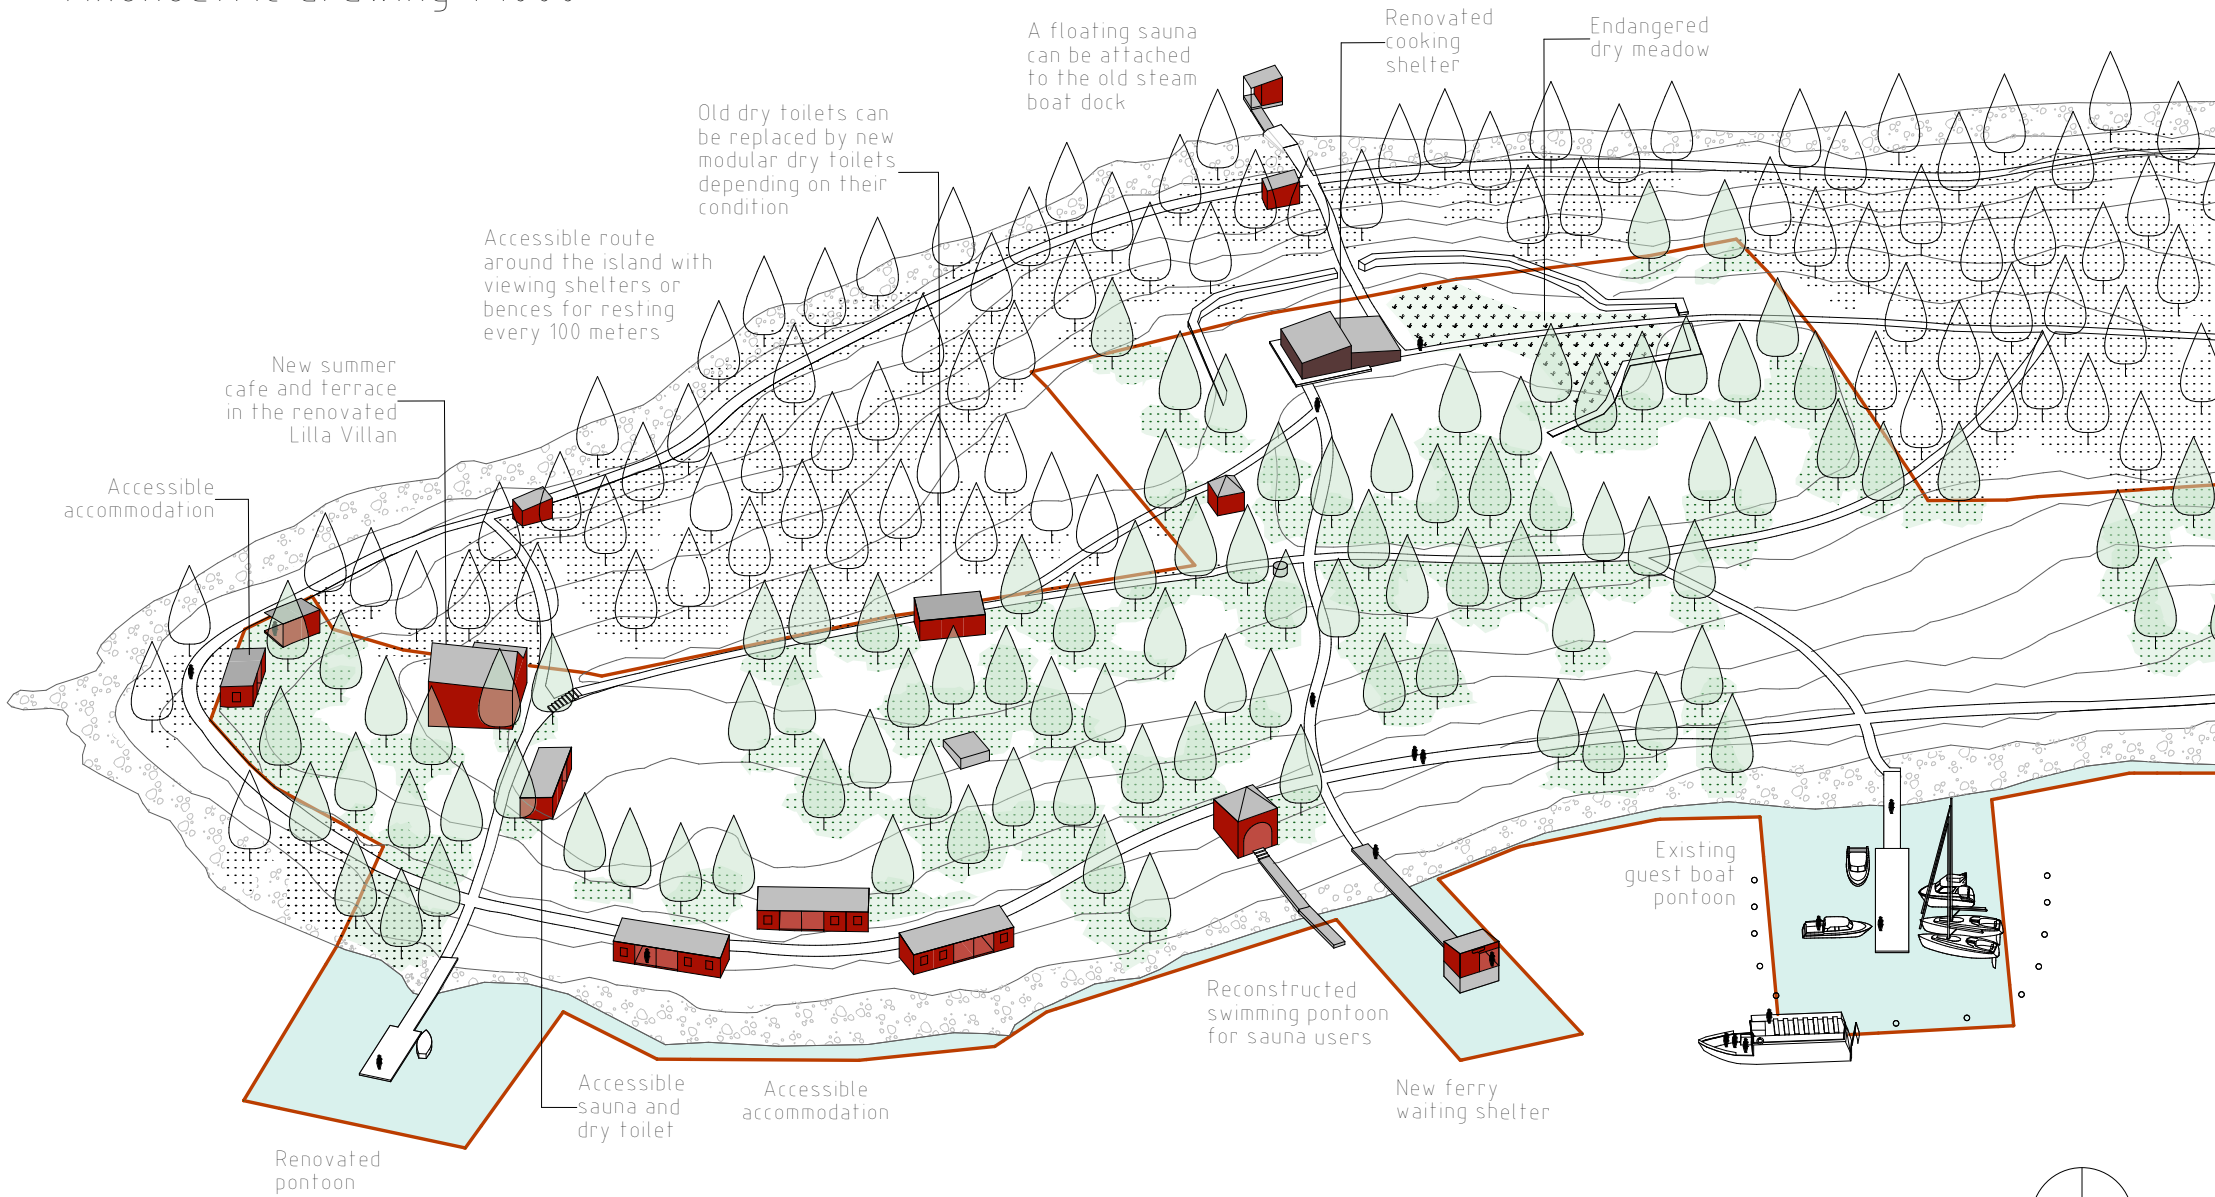 A floating sauna
can be attached
to the old steam
boat dock
Renovated
cooking
shelter
Endangered
dry meadow
Old dry toilets can
be replaced by new
modular dry toilets
depending on their
condition
Accessible route
around the island with
viewing shelters or
bences for resting
every 100 meters
New summer
cafe and terrace
in the renovated
Lilla Villan
Accessible
accommodation
Existing
guest boat
pontoon
Reconstructed
swimming pontoon
for sauna users
New ferry
waiting shelter
Accessible
sauna and
dry toilet
Accessible
accommodation
Renovated
pontoon